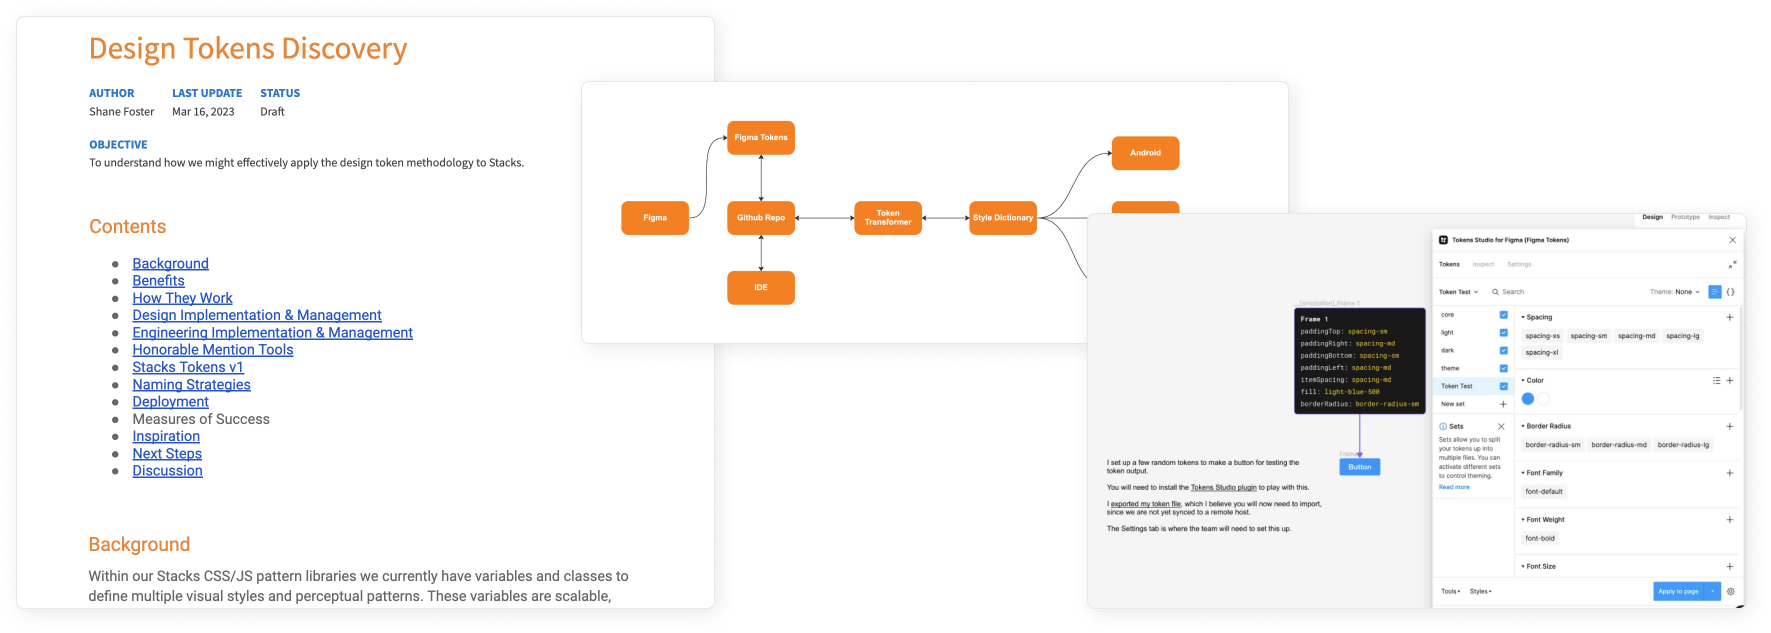 Design Tokens Discovery
AUTHOR LAST UPDATE STATUS
Shane Foster Mar 16, 2023 Draft
OBJECTIVE
To understand how we might effectively apply the design token methodology to Stacks.
Contents
Background
Benefits
How They Work
Design Implementation & Management
Engineering Implementation & Management
Honorable Mention Tools
Stacks Tokens v1
Naming Strategies
Deployment
Measures of Success
Inspiration
Next Steps
Discussion
Background
Within our Stacks CSS/JS pattern libraries we currently have variables and classes to
define multiple visual styles and perceptual patterns. These variables are scalable,
Figma Tokens
Android
Figma
Github Repo
Token
Transformer
Style Dictionary
IDE
[annotation]_Frame 1
Frame 1
paddingTop: spacing-sm
paddingRight: spacing-md
paddingBottom: spacing-sm
paddingLeft: spacing-md
itemSpacing: spacing-md
fill: light-blue-500
borderRadius: border-radius-sm
Frame
Button
I set up a few random tokens to make a button for testing the
token output.
You will need to install the Tokens Studio plugin to play with this.
I exported my token file, which I believe you will now need to import,
since we are not yet synced to a remote host.
The Settings tab is where the team will need to set this up.
Design Prototype Inspect
Tokens Studio for Figma (Figma Tokens)
Tokens Inspect Settings
Token Test Search Theme: None
core
light
dark
theme
Token Test
New set
Sets
Sets allow you to split
your tokens up into
multiple files. You can
activate different sets
to control theming.
Read more
Spacing
spacing-xs spacing-sm spacing-md spacing-lg
spacing-xl
Color
Border Radius
border-radius-sm border-radius-md border-radius-lg
Font Family
font-default
Font Weight
font-bold
Font Size
Tools Styles Apply to page